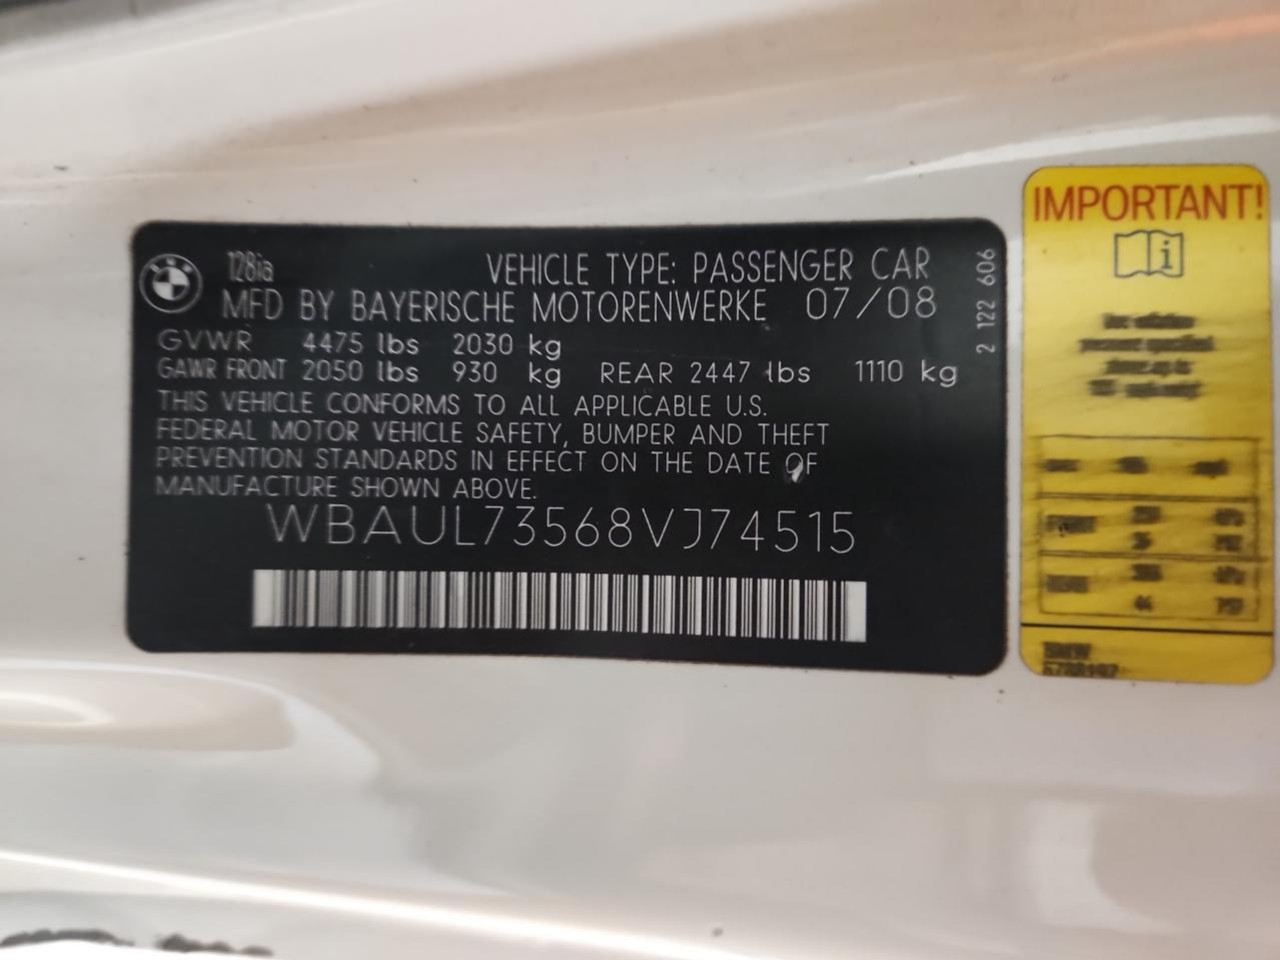 128ia
VEHICLE TYPE: PASSENGER CAR
MFD BY BAYERISCHE MOTORENWERKE 07/08
GVWR 4475 lbs 2030 kg
GAWR FRONT 2050 lbs 930 kg REAR 2447 lbs 1110 kg
THIS VEHICLE CONFORMS TO ALL APPLICABLE U.S.
FEDERAL MOTOR VEHICLE SAFETY, BUMPER AND THEFT
PREVENTION STANDARDS IN EFFECT ON THE DATE OF
MANUFACTURE SHOWN ABOVE.
WBAUL73568VJ74515
2 122 606
IMPORTANT!
i
BMW